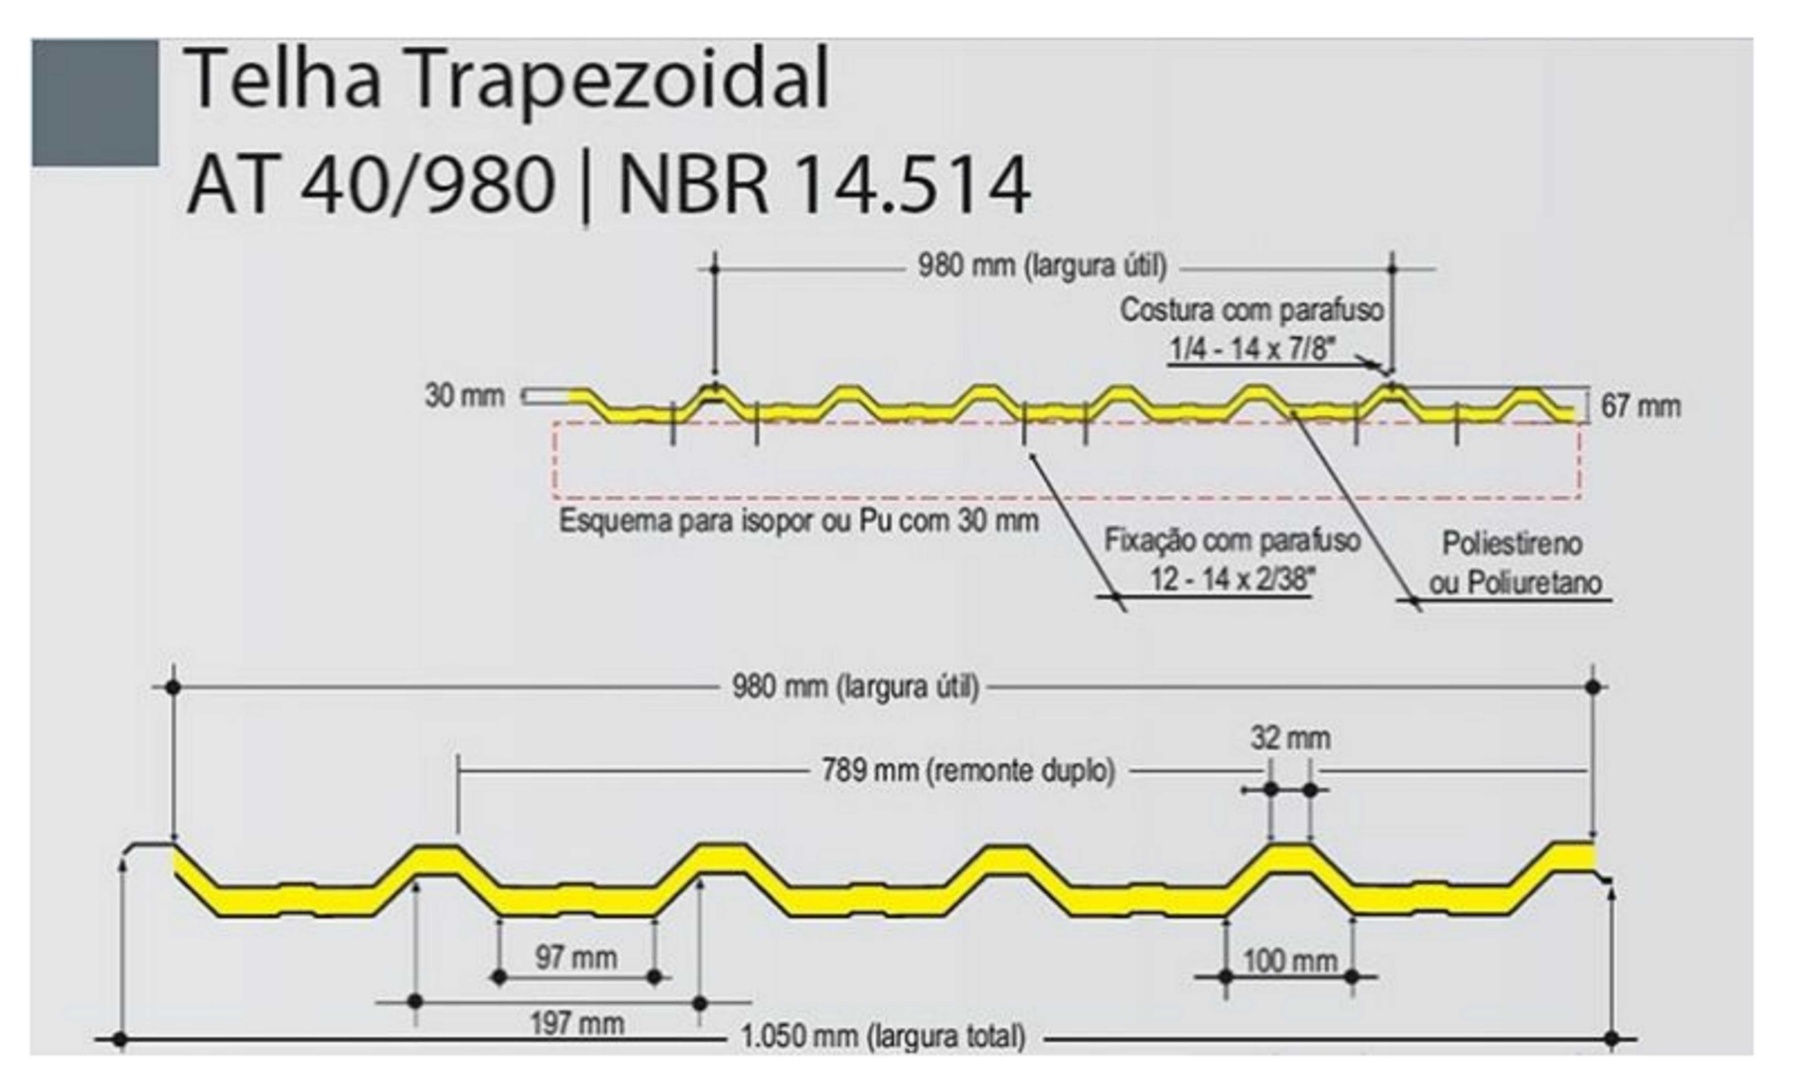 Telha Trapezoidal
AT 40/980 | NBR 14.514
980 mm (largura útil)
Costura com parafuso
1/4 - 14 x 7/8"
30 mm
67 mm
Esquema para isopor ou Pu com 30 mm
Fixação com parafuso
12 - 14 x 2/38"
Poliestireno
ou Poliuretano
980 mm (largura útil)
32 mm
789 mm (remonte duplo)
97 mm
100 mm
197 mm
1.050 mm (largura total)